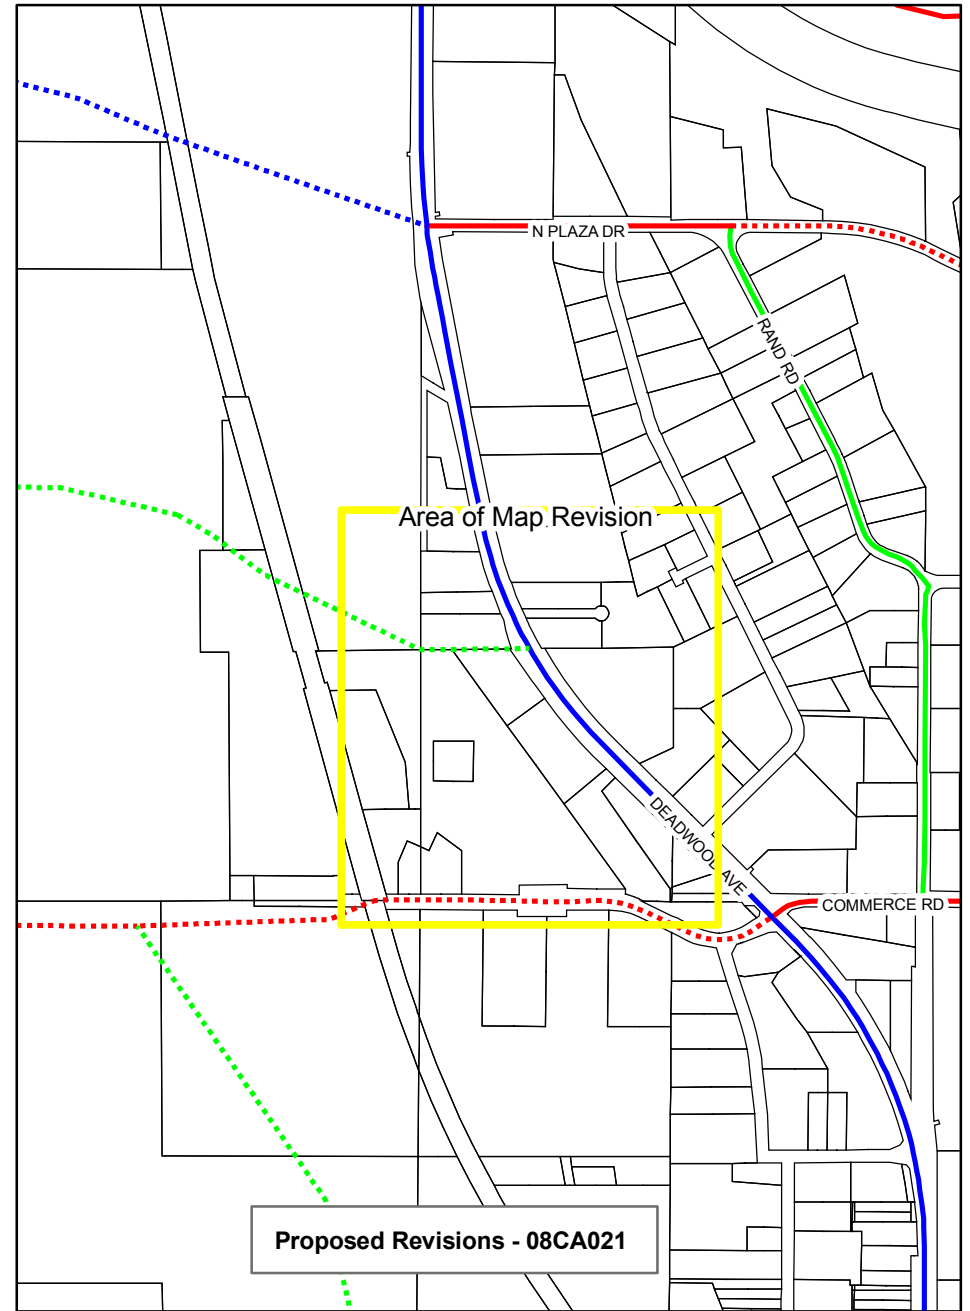 N PLAZA DR
RAND RD
Area of Map Revision
DEADWOOD AVE
COMMERCE RD
Proposed Revisions - 08CA021